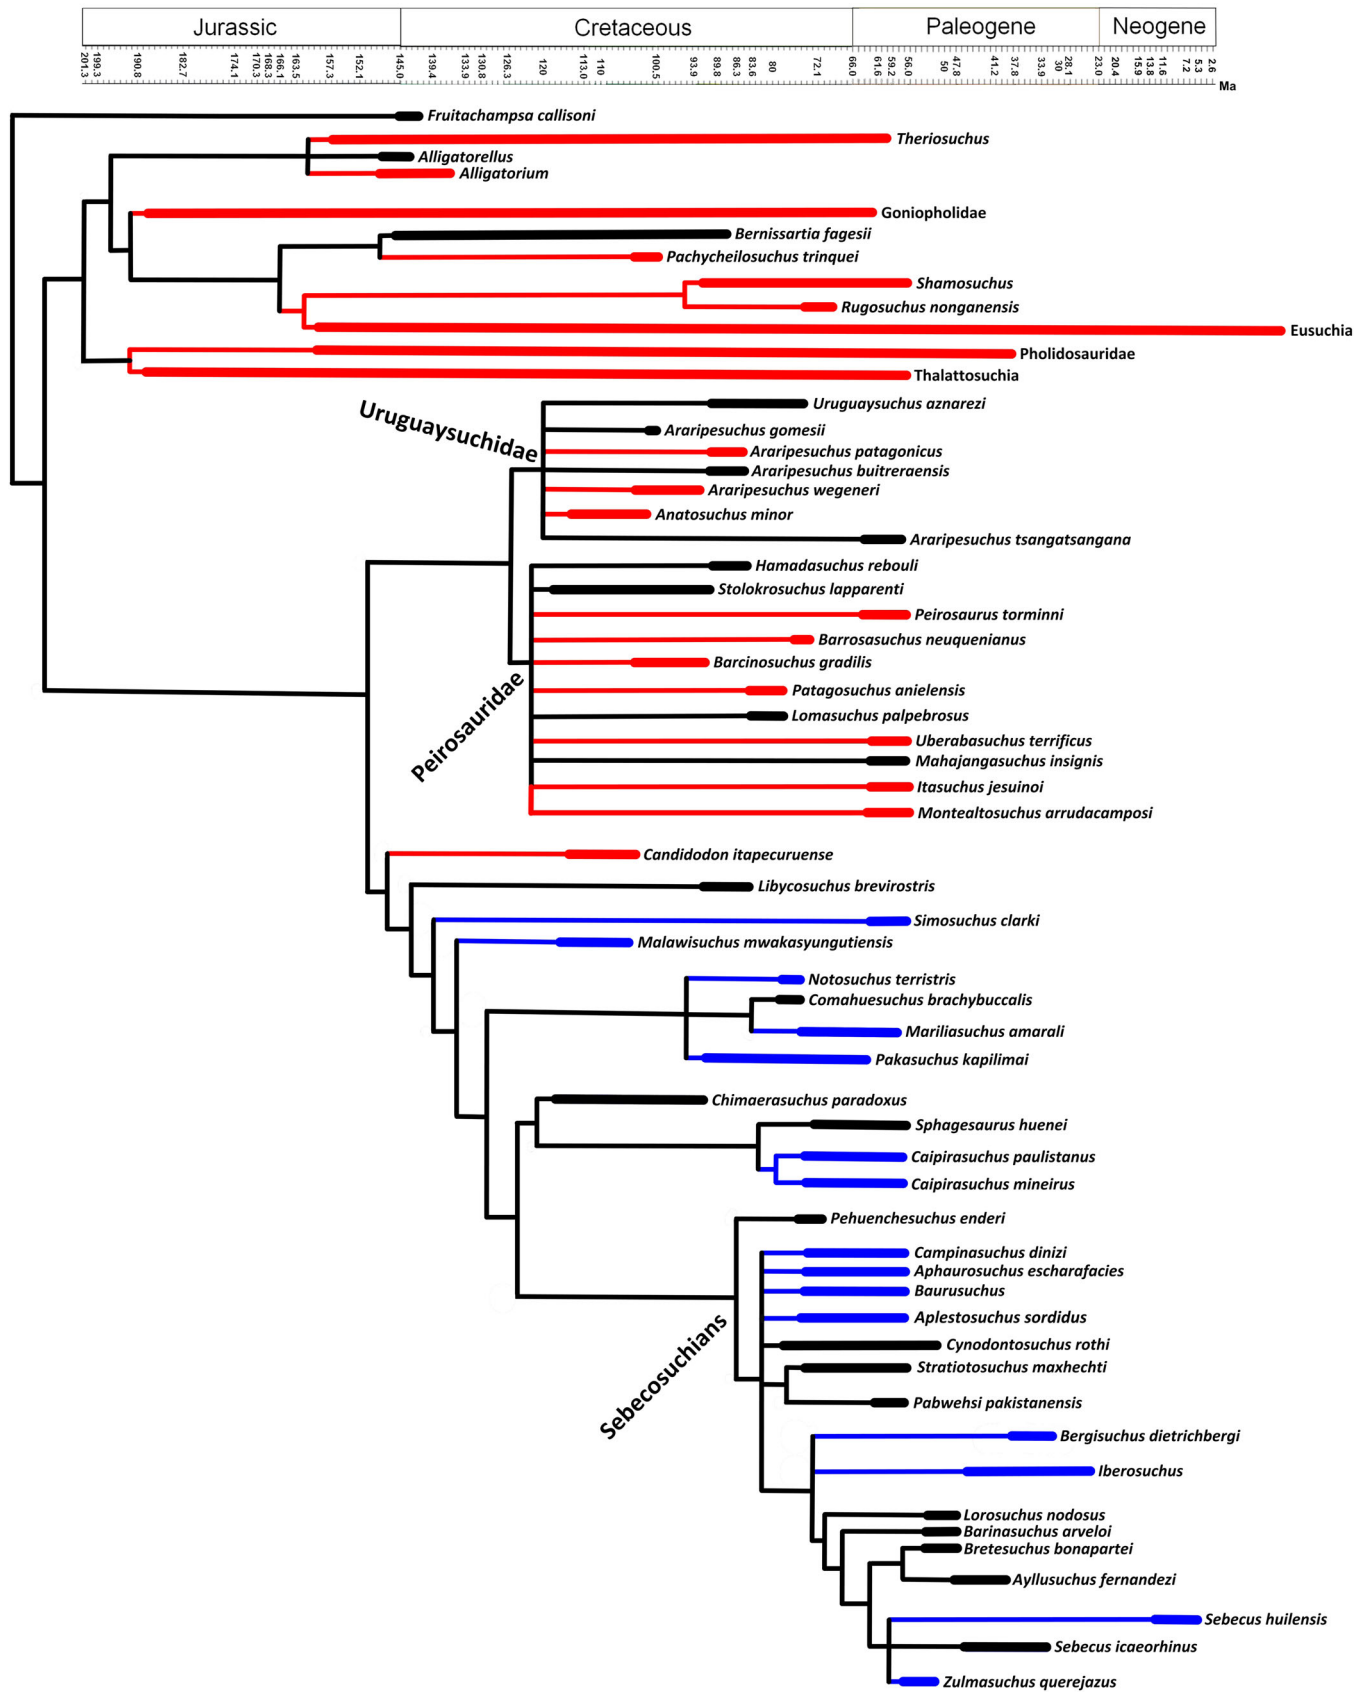 Jurassic Cretaceous Paleogene Neogene
201.3 199.3 190.8 182.7 174.1 170.3 168.3 166.1 163.5 157.3 152.1 145.0 139.4 133.9 130.8 126.3 120 113.0 110 100.5 93.9 89.8 86.3 83.6 80 72.1 66.0 61.6 59.2 56.0 50 47.8 41.2 37.8 33.9 30 28.1 23.0 20.4 15.9 13.8 11.6 7.2 5.3 2.6
Ma
Fruitachampsa callisoni
Theriosuchus
Alligatorellus
Alligatorium
Goniopholidae
Bernissartia fagesii
Pachycheilosuchus trinquei
Shamosuchus
Rugosuchus nonganensis
Eusuchia
Pholidosauridae
Thalattosuchia
Uruguaysuchidae
Uruguaysuchus aznarezi
Araripesuchus gomesii
Araripesuchus patagonicus
Araripesuchus buitreraensis
Araripesuchus wegeneri
Anatosuchus minor
Araripesuchus tsangatsangana
Hamadasuchus rebouli
Stolokrosuchus lapparenti
Peirosaurus torminni
Barrosasuchus neuquenianus
Barcinosuchus gradilis
Peirosauridae
Patagosuchus anielensis
Lomasuchus palpebrosus
Uberabasuchus terrificus
Mahajangasuchus insignis
Itasuchus jesuinoi
Montealtosuchus arrudacamposi
Candidodon itapecuruense
Libycosuchus brevirostris
Simosuchus clarki
Malawisuchus mwakasyungutiensis
Notosuchus terristris
Comahuesuchus brachybuccalis
Mariliasuchus amarali
Pakasuchus kapilimai
Chimaerasuchus paradoxus
Sphagesaurus huenei
Caipirasuchus paulistanus
Caipirasuchus mineirus
Pehuenchesuchus enderi
Campinasuchus dinizi
Aphaurosuchus escharafacies
Baurusuchus
Aplestosuchus sordidus
Sebecosuchians
Cynodontosuchus rothi
Stratiotosuchus maxhechti
Pabwehsi pakistanensis
Bergisuchus dietrichbergi
Iberosuchus
Lorosuchus nodosus
Barinasuchus arveloi
Bretesuchus bonapartei
Ayllusuchus fernandezi
Sebecus huilensis
Sebecus icaeorhinus
Zulmasuchus querejazus